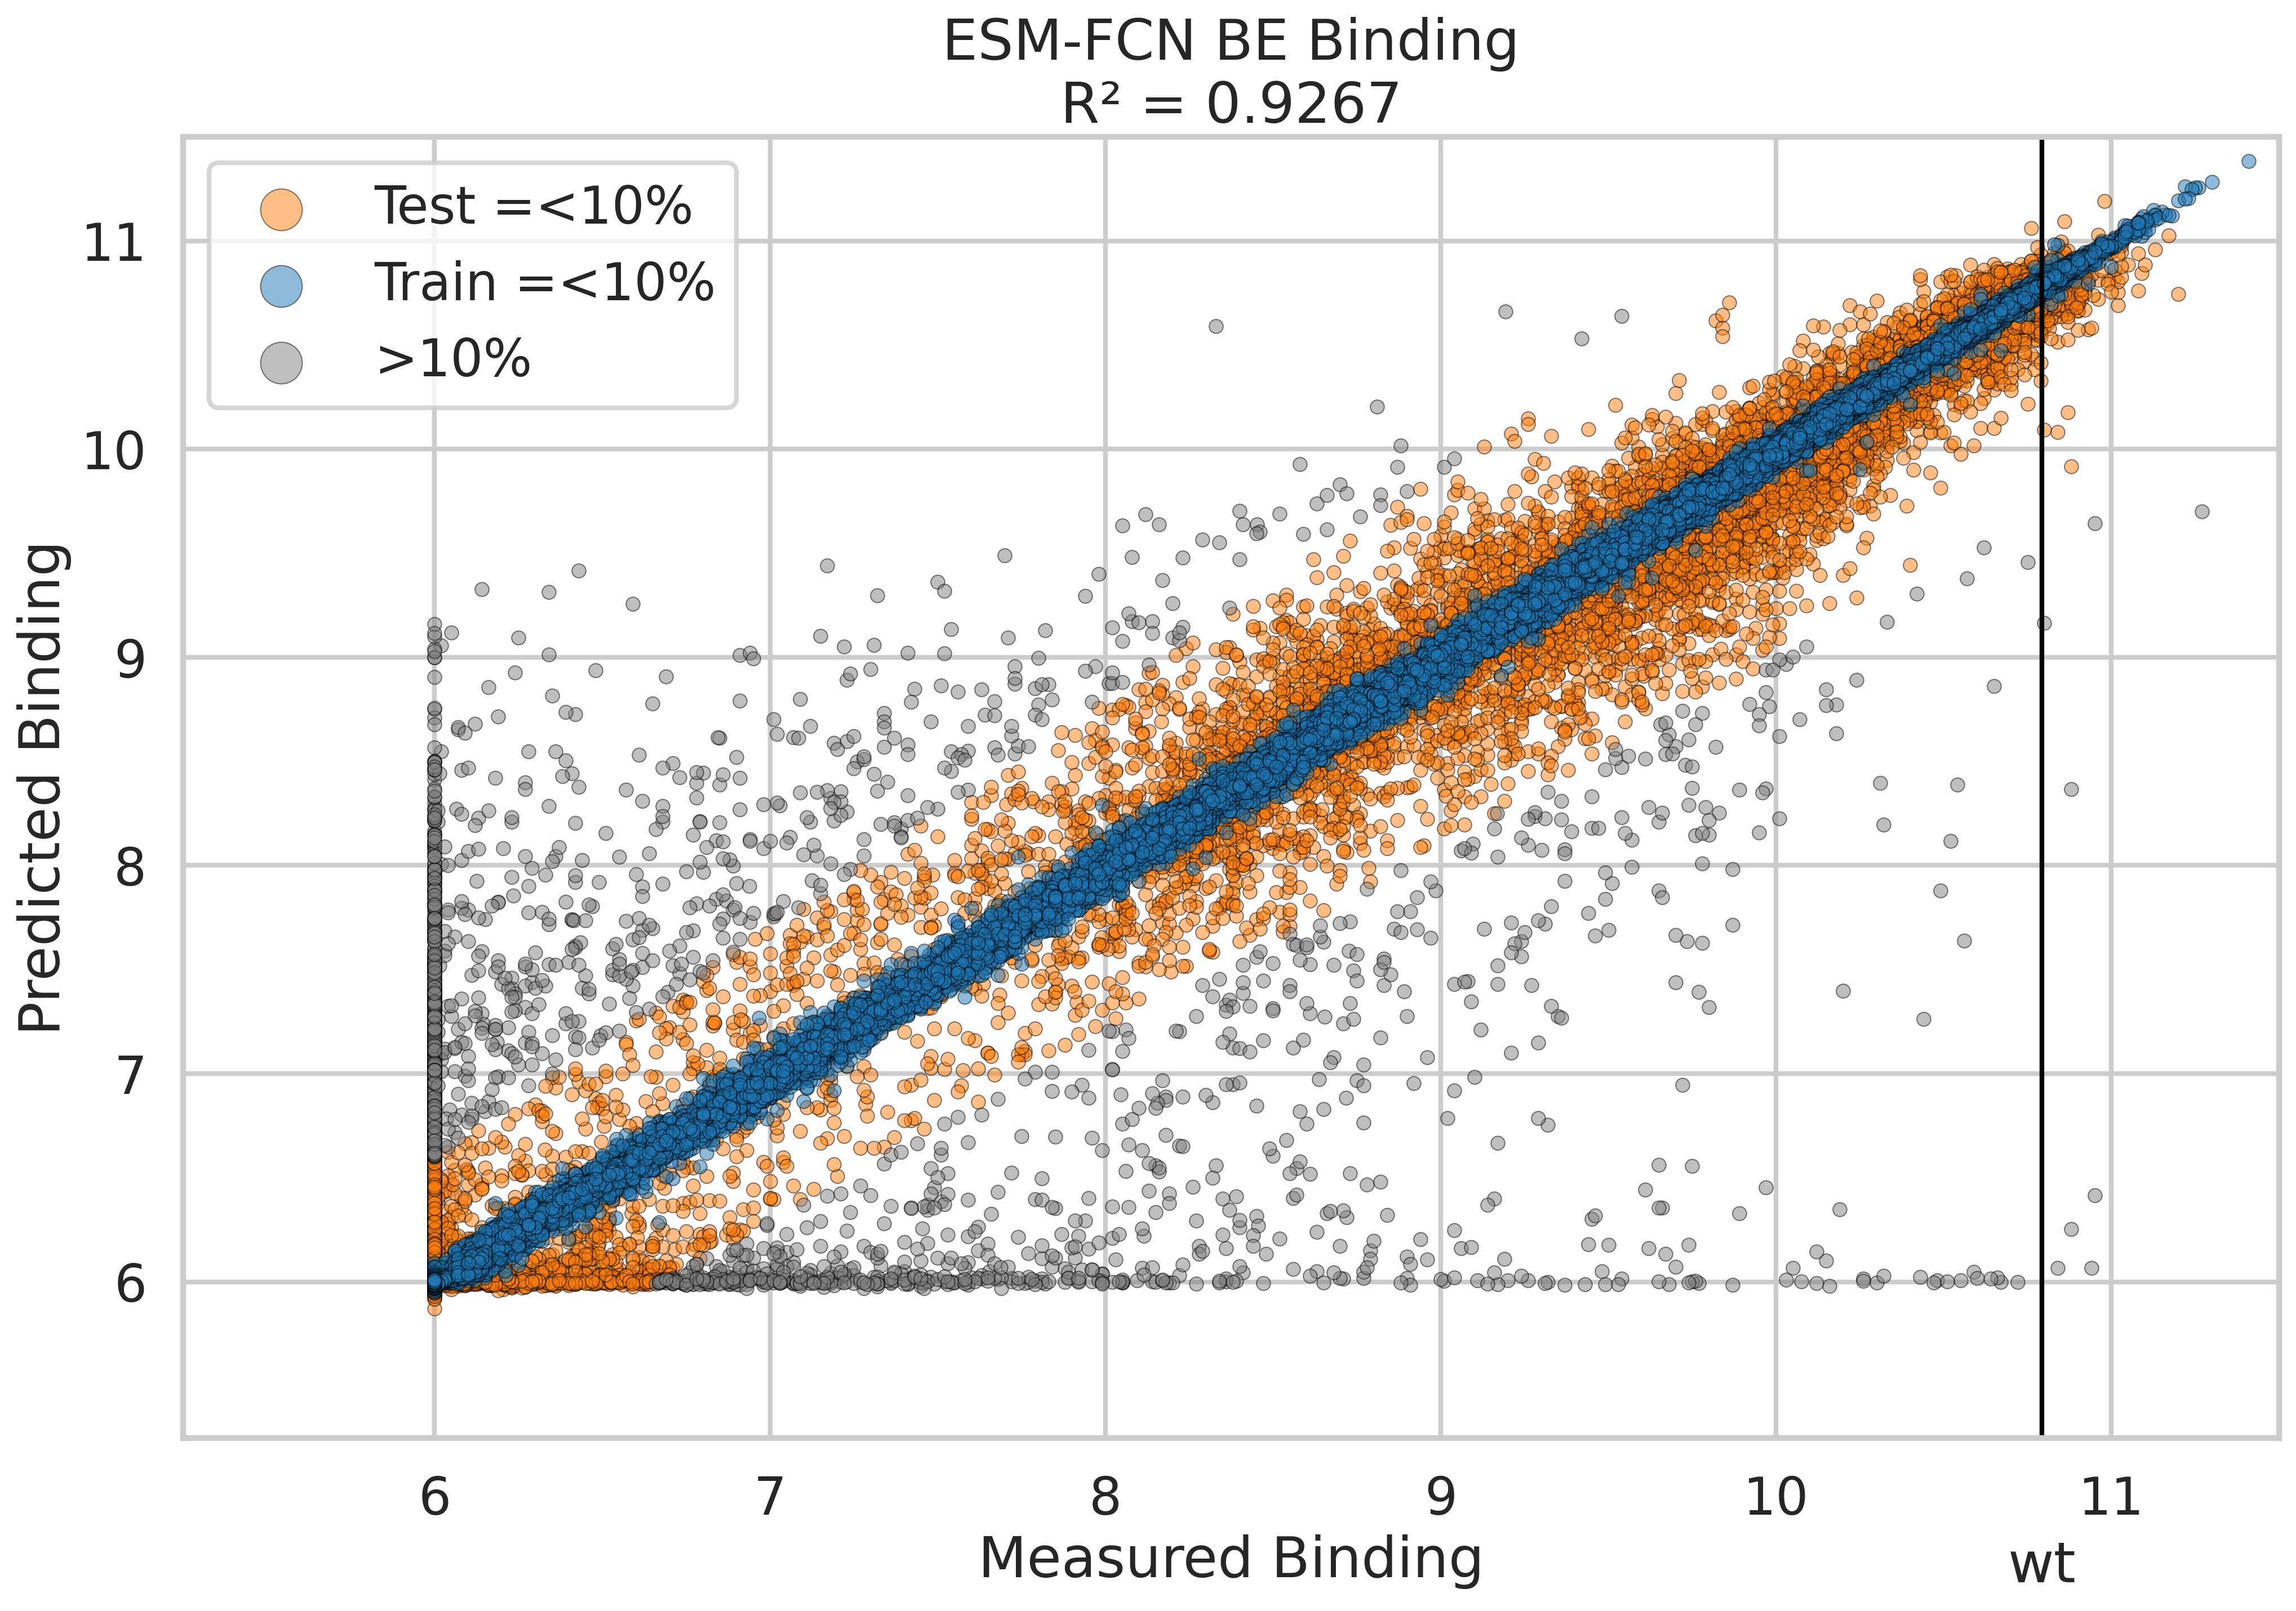 ESM-FCN BE Binding
R² = 0.9267
Test =<10%
Train =<10%
>10%
Predicted Binding
11
10
9
8
7
6
6 7 8 9 10 11
Measured Binding
wt